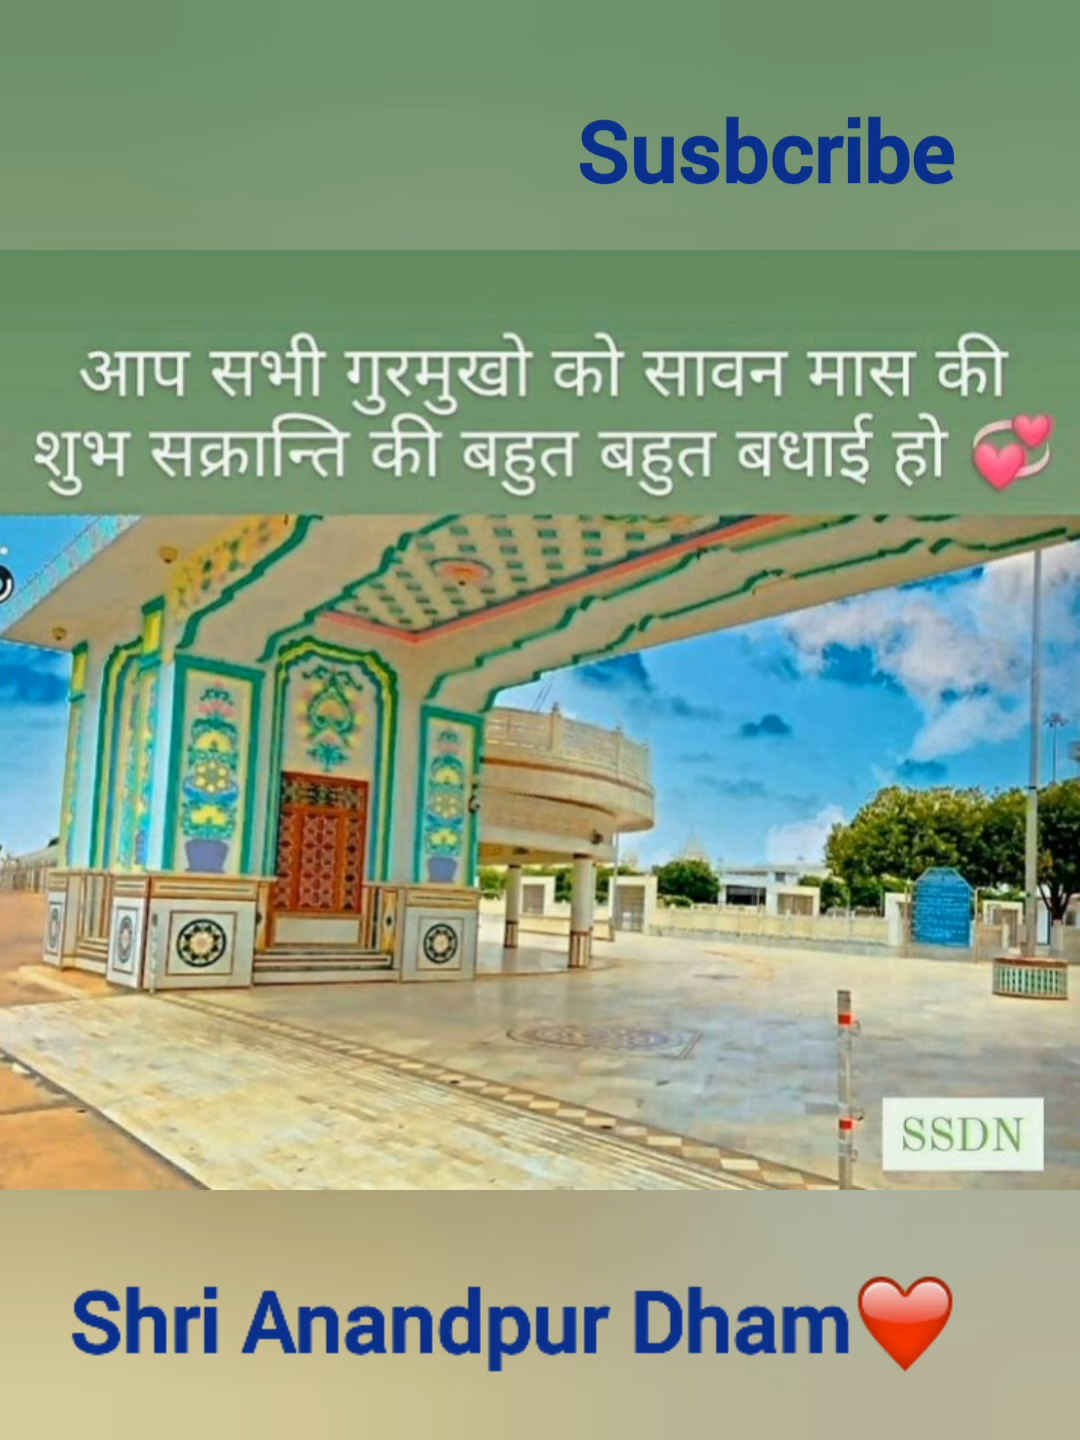 Susbcribe
आप सभी गुरमुखो को सावन मास की
शुभ सक्रान्ति की बहुत बहुत बधाई हो 💞
SSDN
Shri Anandpur Dham❤️